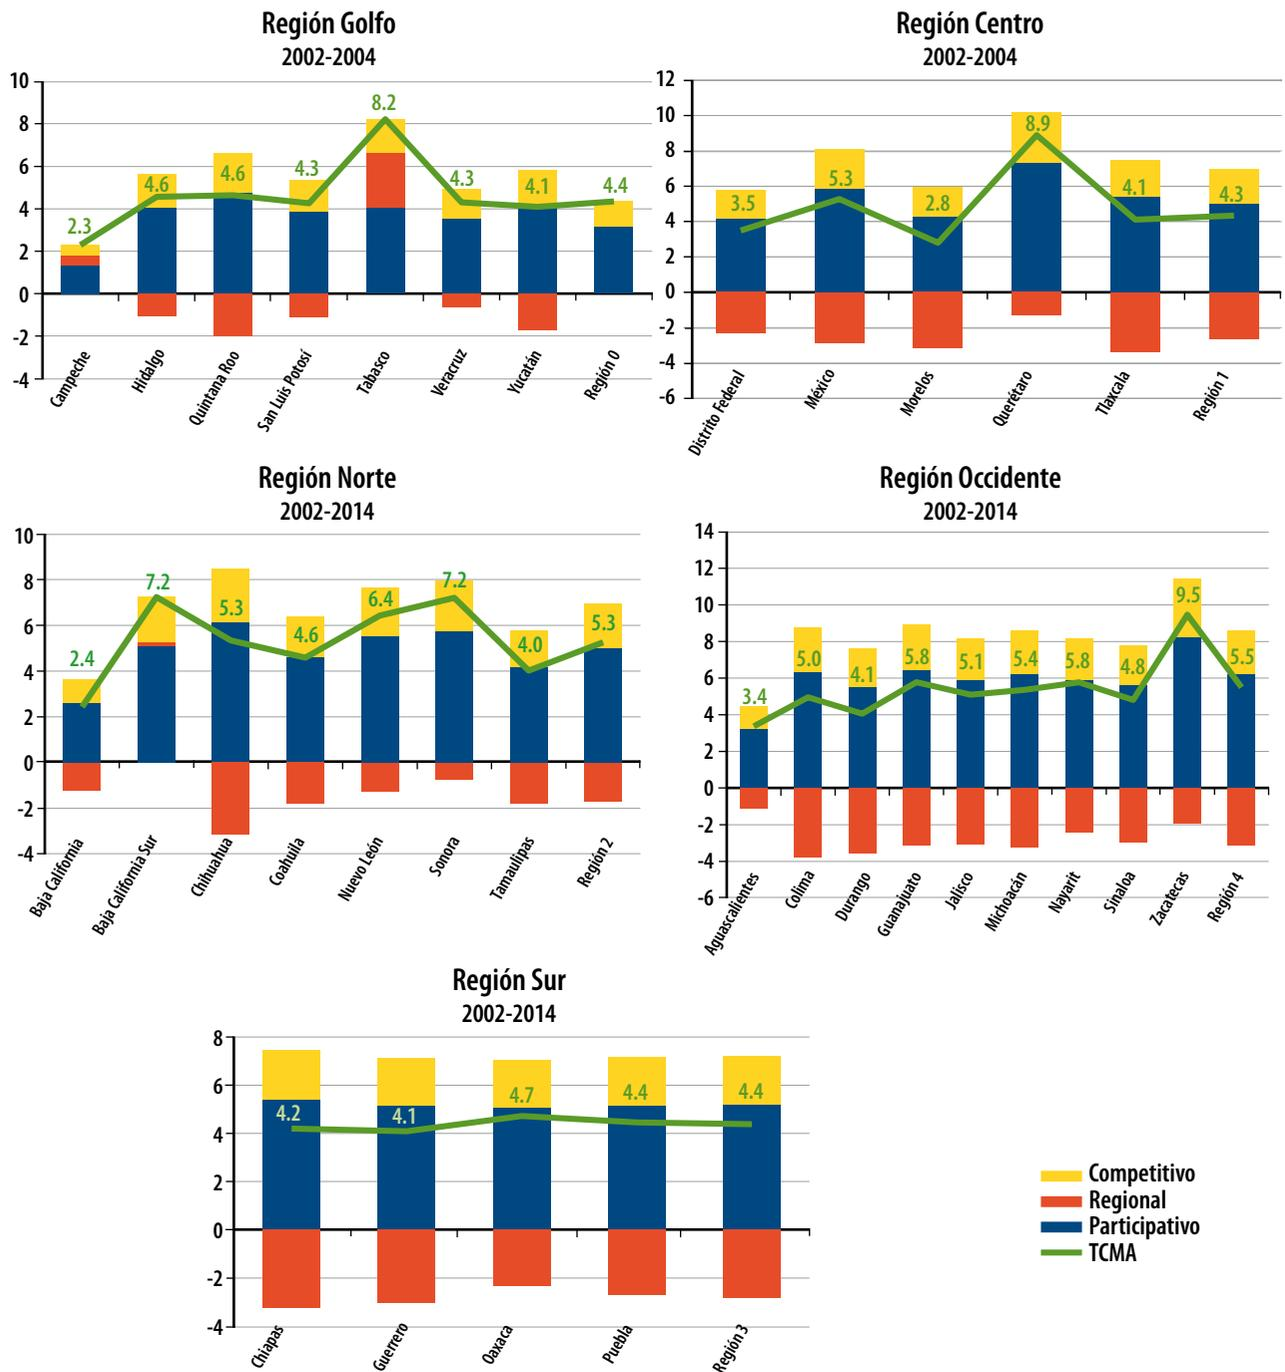 Región Golfo
2002-2004
10
8
6
4
2
0
-2
-4
2.3
4.6
4.6
4.3
8.2
4.3
4.1
4.4
Campeche
Hidalgo
Quintana Roo
San Luis Potosí
Tabasco
Veracruz
Yucatán
Región 0
Región Centro
2002-2004
12
10
8
6
4
2
0
-2
-4
-6
3.5
5.3
2.8
8.9
4.1
4.3
Distrito Federal
México
Morelos
Querétaro
Tlaxcala
Región 1
Región Norte
2002-2014
10
8
6
4
2
0
-2
-4
2.4
7.2
5.3
4.6
6.4
7.2
4.0
5.3
Baja California
Baja California Sur
Chihuahua
Coahuila
Nuevo León
Sonora
Tamaulipas
Región 2
Región Occidente
2002-2014
14
12
10
8
6
4
2
0
-2
-4
-6
3.4
5.0
4.1
5.8
5.1
5.4
5.8
4.8
9.5
5.5
Aguascalientes
Colima
Durango
Guanajuato
Jalisco
Michoacán
Nayarit
Sinaloa
Zacatecas
Región 4
Región Sur
2002-2014
8
6
4
2
0
-2
-4
4.2
4.1
4.7
4.4
4.4
Chiapas
Guerrero
Oaxaca
Puebla
Región 3
Competitivo
Regional
Participativo
TCMA